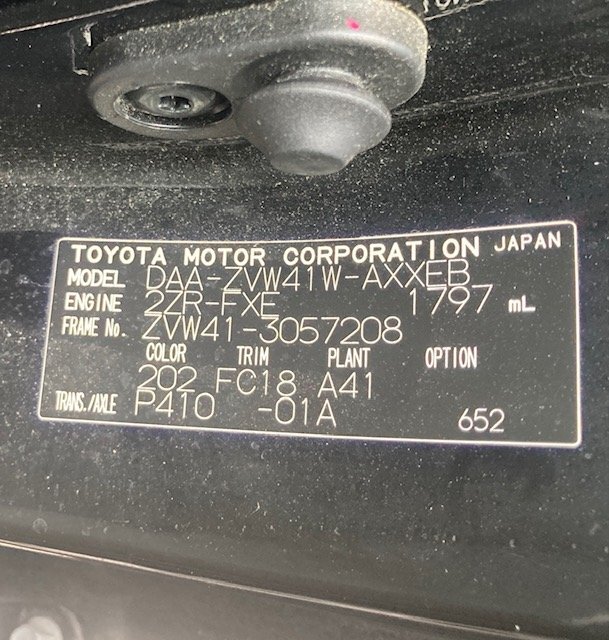 TOYOTA MOTOR CORPORATION JAPAN
MODEL DAA-ZVW41W-AXXEB
ENGINE 2ZR-FXE 1797 mL
FRAME No. ZVW41-3057208
COLOR TRIM PLANT OPTION
202 FC18 A41
TRANS./AXLE P410 -01A 652